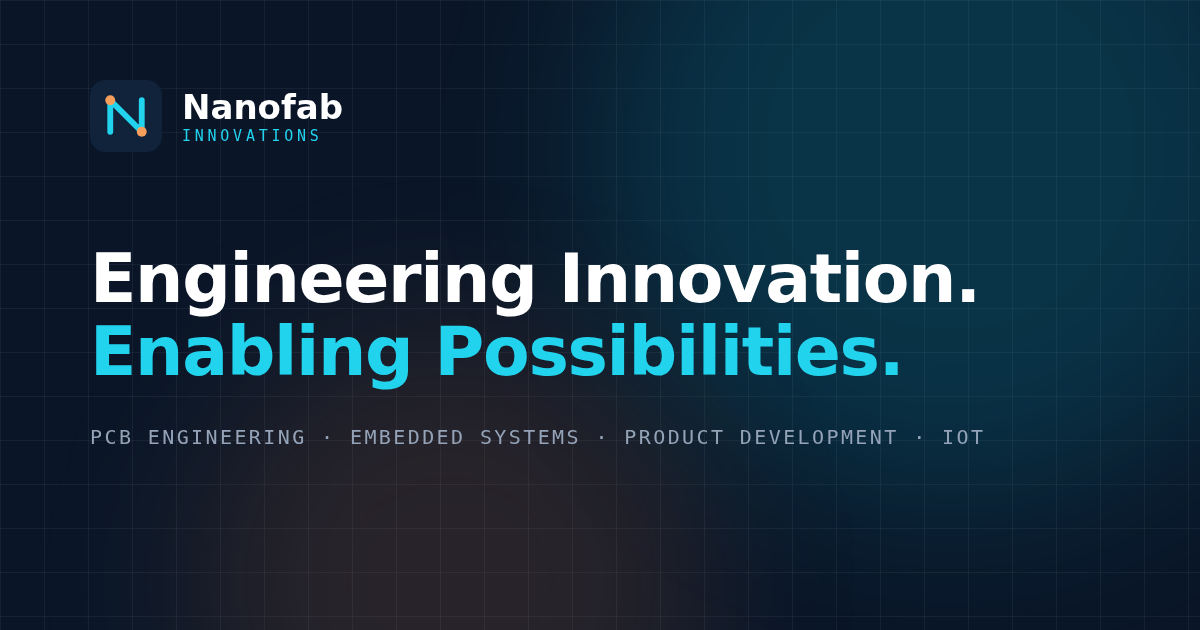 Nanofab
INNOVATIONS
Engineering Innovation.
Enabling Possibilities.
PCB ENGINEERING · EMBEDDED SYSTEMS · PRODUCT DEVELOPMENT · IOT